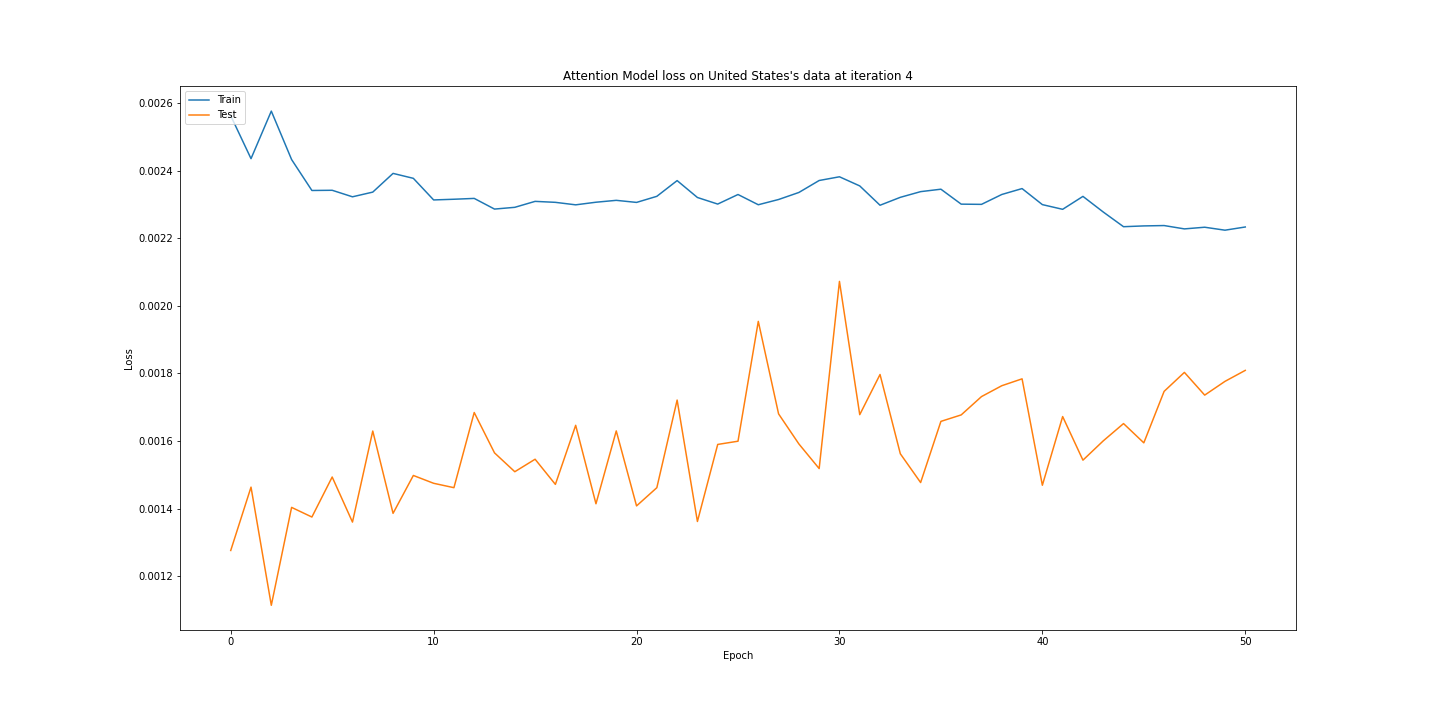 Attention Model loss on United States's data at iteration 4
Train
Test
0.0026
0.0024
0.0022
0.0020
0.0018
0.0016
0.0014
0.0012
Loss
0 10 20 30 40 50
Epoch